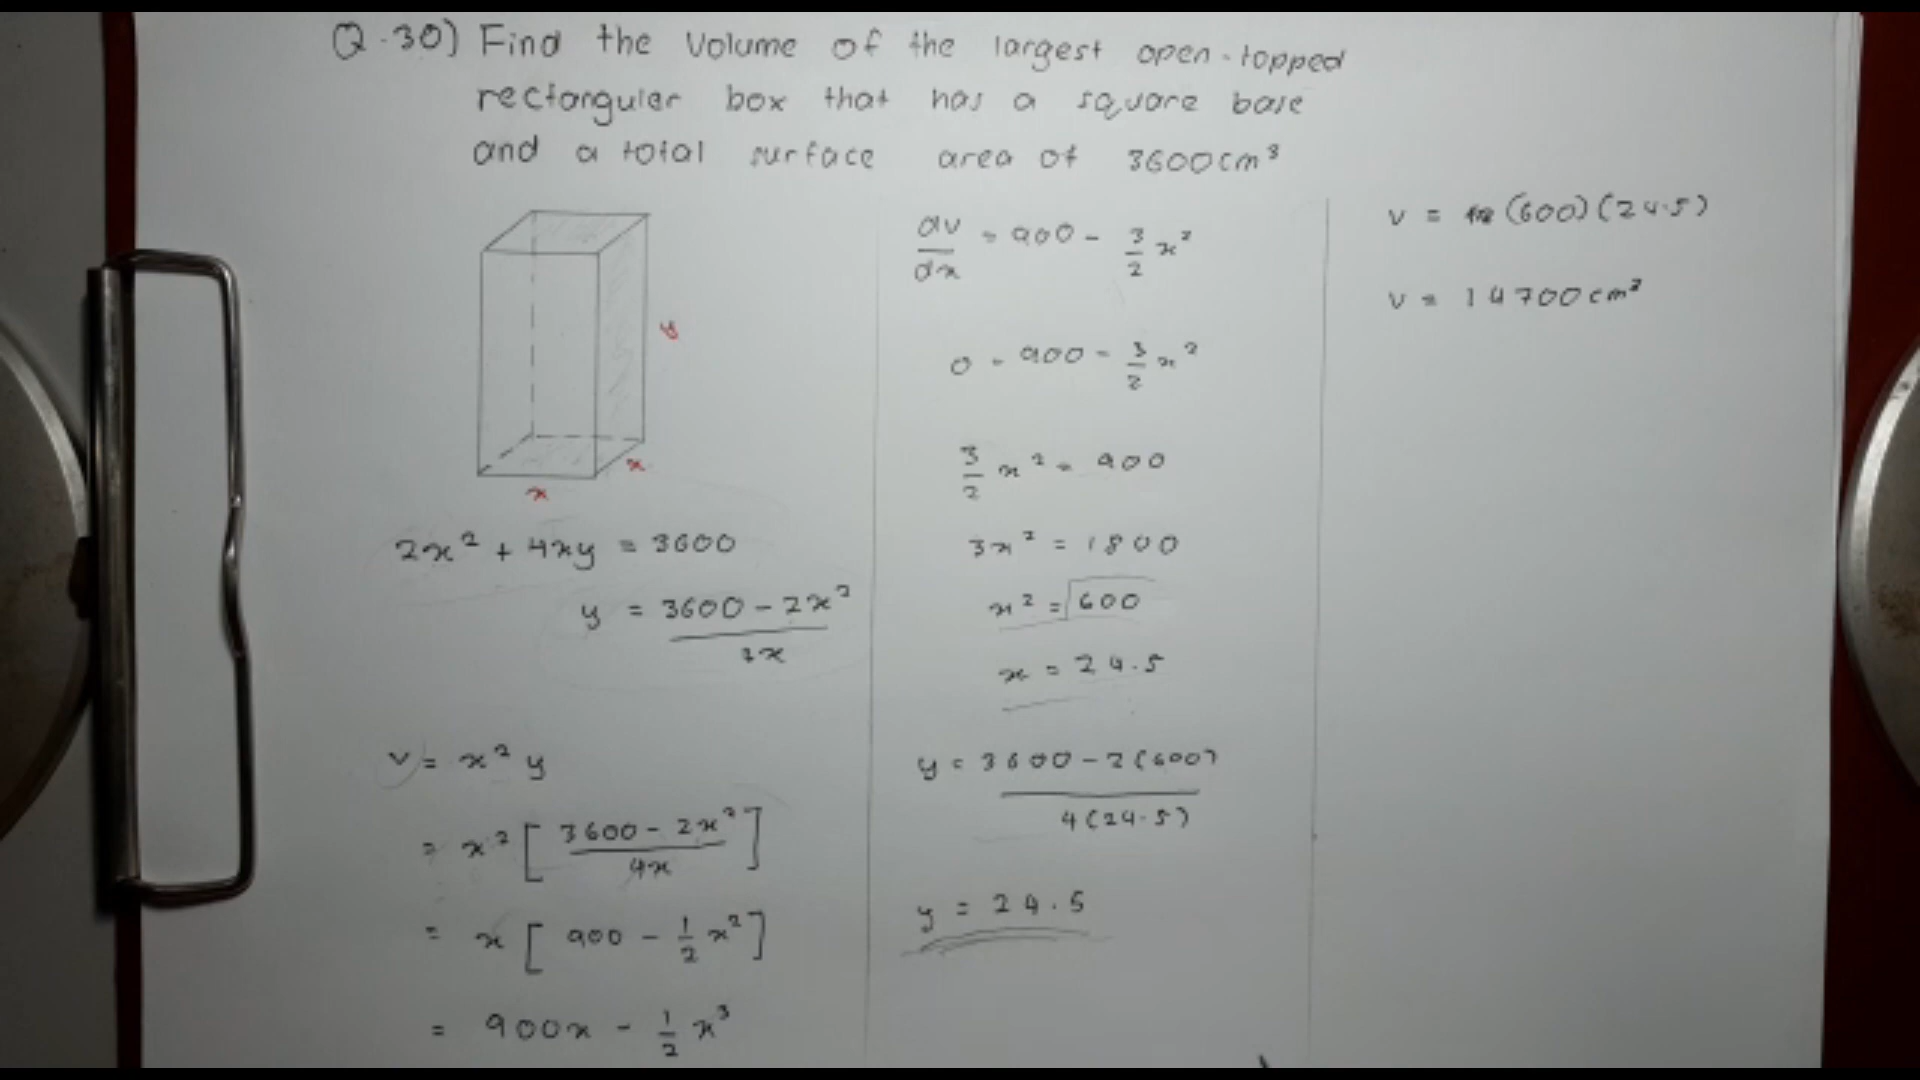 Q.30) Find the volume of the largest open-topped
rectanguler box that has a square base
and a total surface area of 3600cm³
y
x
x
2x² + 4xy = 3600
y = 3600 - 2x²
x
v = x² y
= x² [ 3600 - 2x² ]
4x
= x [ 900 - 1/2 x² ]
= 900x - 1/2 x³
dv/dx = 900 - 3/2 x²
0 = 900 - 3/2 x²
3/2 x² = 900
3x² = 1800
x² = 600
x = 24.5
y = 3600 - 2(600)
4(24.5)
y = 24.5
v = (600)(24.5)
v = 14700cm³